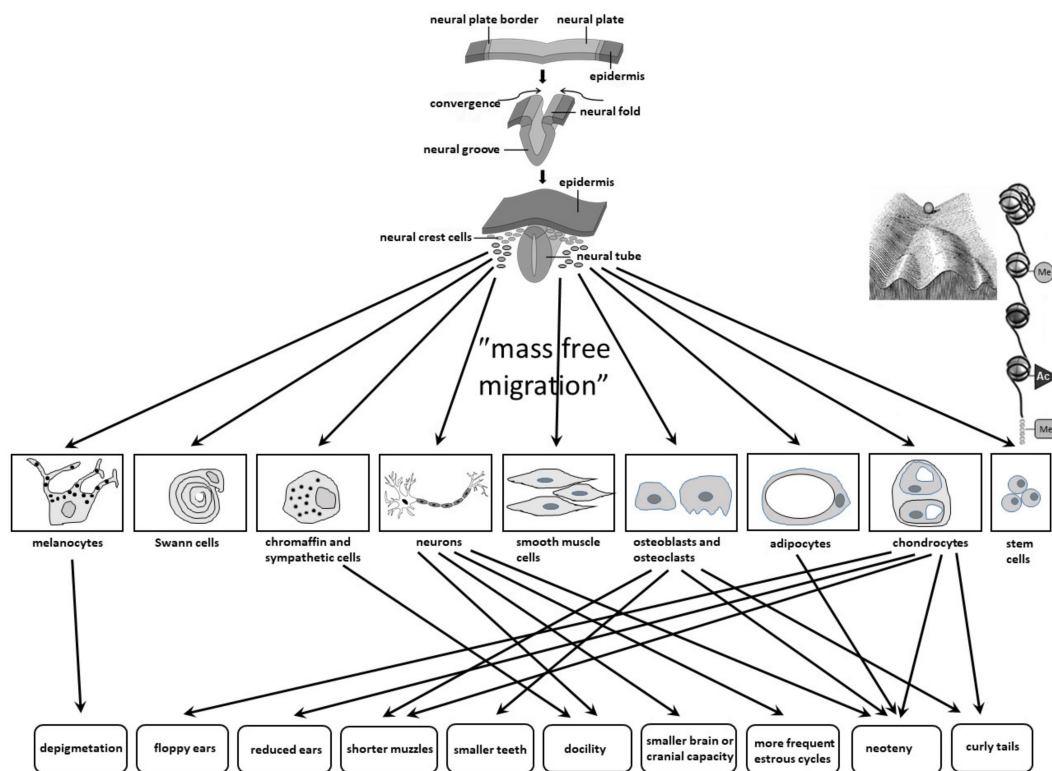 neural plate border
neural plate
epidermis
convergence
neural fold
neural groove
epidermis
neural crest cells
neural tube
Me
Ac
Me
"mass free
migration"
melanocytes
Swann cells
chromaffin and
sympathetic cells
neurons
smooth muscle
cells
osteoblasts and
osteoclasts
adipocytes
chondrocytes
stem
cells
depigmetation
floppy ears
reduced ears
shorter muzzles
smaller teeth
docility
smaller brain or
cranial capacity
more frequent
estrous cycles
neoteny
curly tails